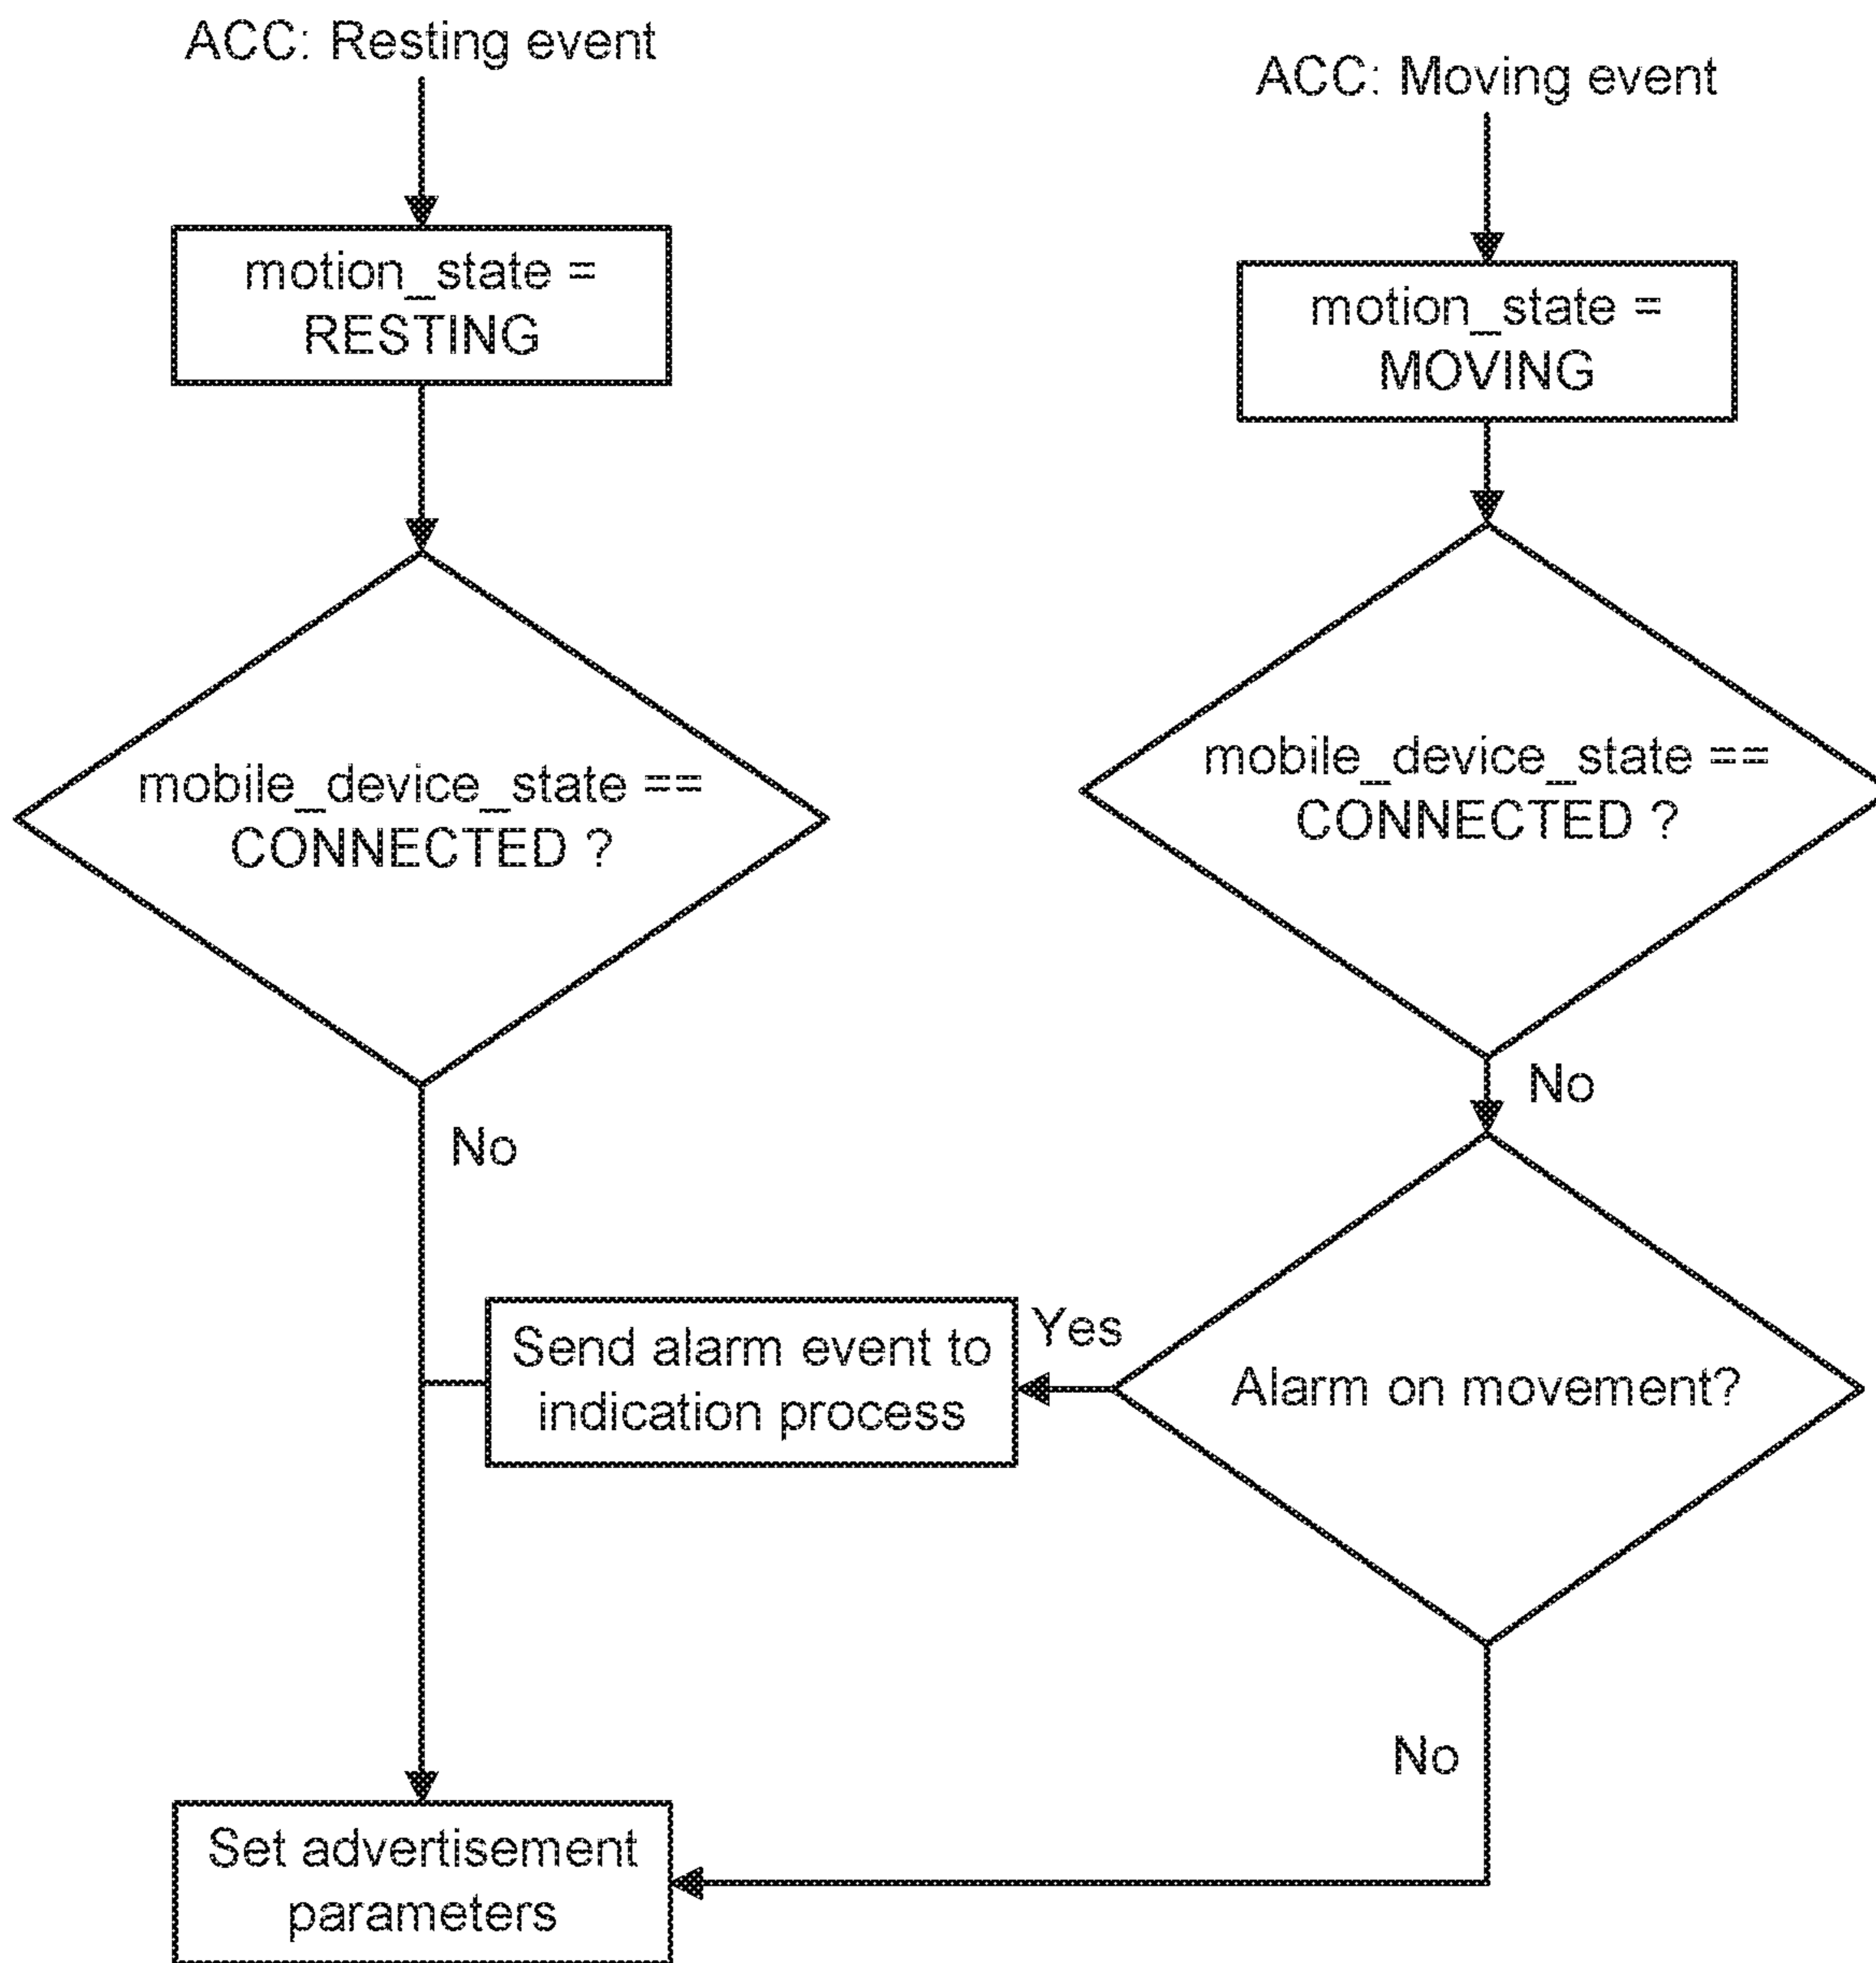 ACC: Resting event
motion_state =
RESTING
mobile_device_state ==
CONNECTED ?
No
ACC: Moving event
motion_state =
MOVING
mobile_device_state ==
CONNECTED ?
No
Alarm on movement?
Yes
Send alarm event to
indication process
No
Set advertisement
parameters